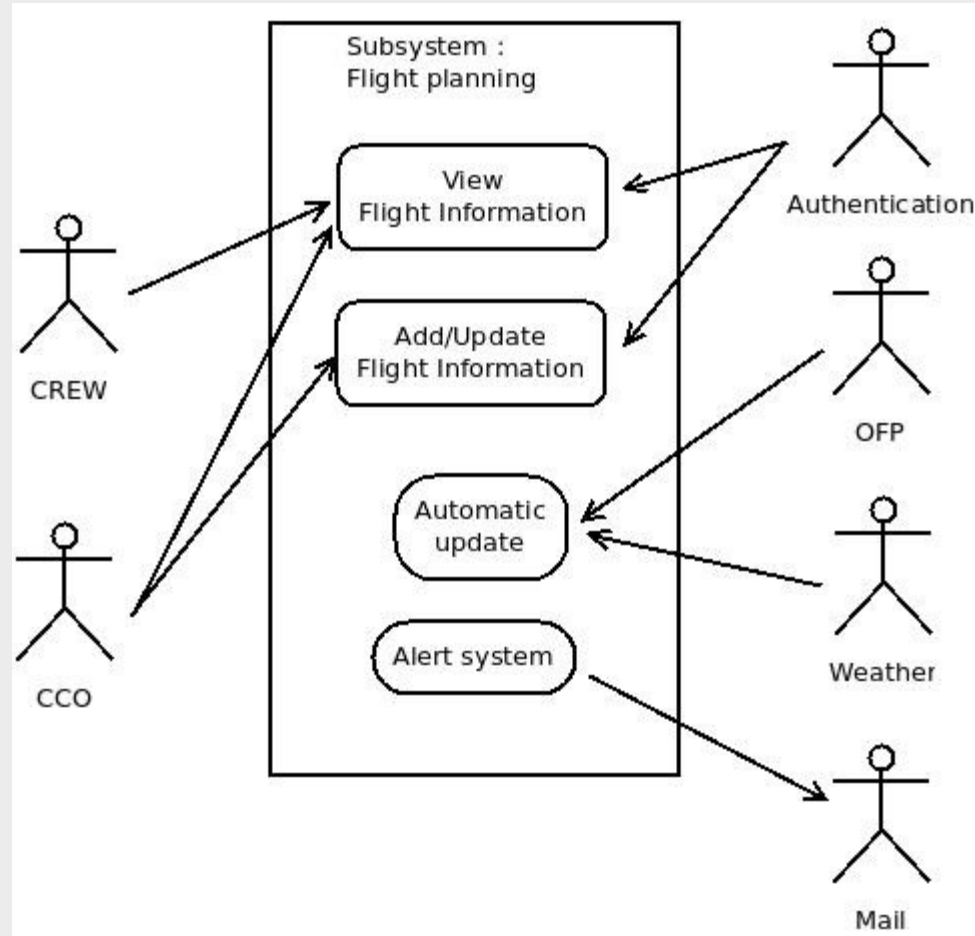 Subsystem :
Flight planning
View
Flight Information
Authentication
CREW
Add/Update
Flight Information
OFP
Automatic
update
Alert system
Weather
CCO
Mail